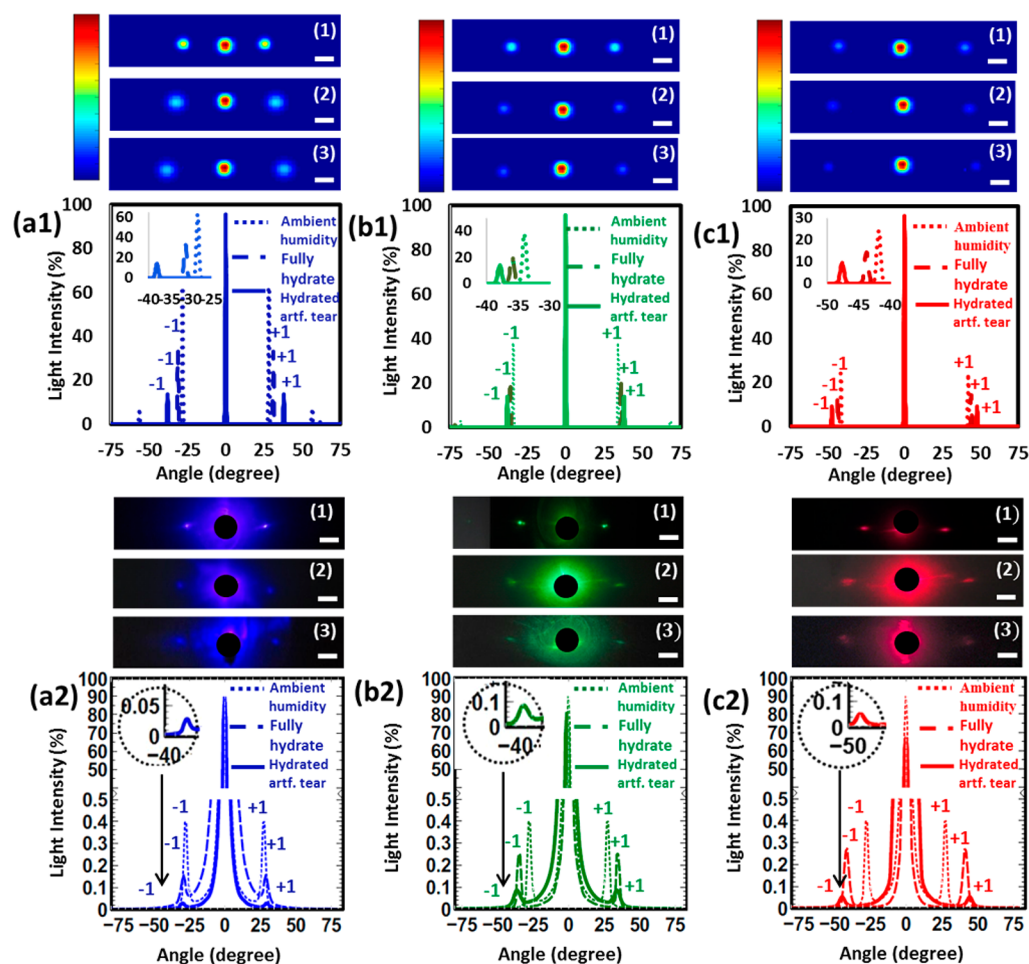 (1)
(2)
(3)
(1)
(2)
(3)
(1)
(2)
(3)
(a1)
Light Intensity (%)
100
80
60
40
20
0
60
40
20
0
-40-35-30-25
Ambient
humidity
Fully
hydrate
Hydrated
artf. tear
-1
-1
-1
+1
+1
+1
-75 -50 -25 0 25 50 75
Angle (degree)
(b1)
Light Intensity (%)
100
80
60
40
20
0
40
20
0
-40 -35 -30
Ambient
humidity
Fully
hydrate
Hydrated
artf. tear
-1
-1
-1
+1
+1
+1
-75 -50 -25 0 25 50 75
Angle (degree)
(c1)
Light Intensity (%)
100
80
60
40
20
0
30
20
10
0
-50 -45 -40
Ambient
humidity
Fully
hydrate
Hydrated
artf. tear
-1
-1
-1
+1
+1
+1
-75 -50 -25 0 25 50 75
Angle (degree)
(1)
(2)
(3)
(1)
(2)
(3)
(1)
(2)
(3)
(a2)
Light Intensity (%)
100
90
80
70
60
50
0.5
0.4
0.3
0.2
0.1
0
0.05
0
−40
Ambient
humidity
Fully
hydrate
Hydrated
artf. tear
-1
-1
-1
+1
+1
+1
−75 −50 −25 0 25 50 75
Angle (degree)
(b2)
Light Intensity (%)
100
90
80
70
60
50
0.5
0.4
0.3
0.2
0.1
0
0.1
0
−40
Ambient
humidity
Fully
hydrate
Hydrated
artf. tear
-1
-1
-1
+1
+1
−75 −50 −25 0 25 50 75
Angle (degree)
(c2)
Light Intensity (%)
100
90
80
70
60
50
0.5
0.4
0.3
0.2
0.1
0
0.1
0
−50
Ambient
humidity
Fully
hydrate
Hydrated
artf. tear
-1
-1
-1
+1
+1
+1
−75 −50 −25 0 25 50 75
Angle (degree)